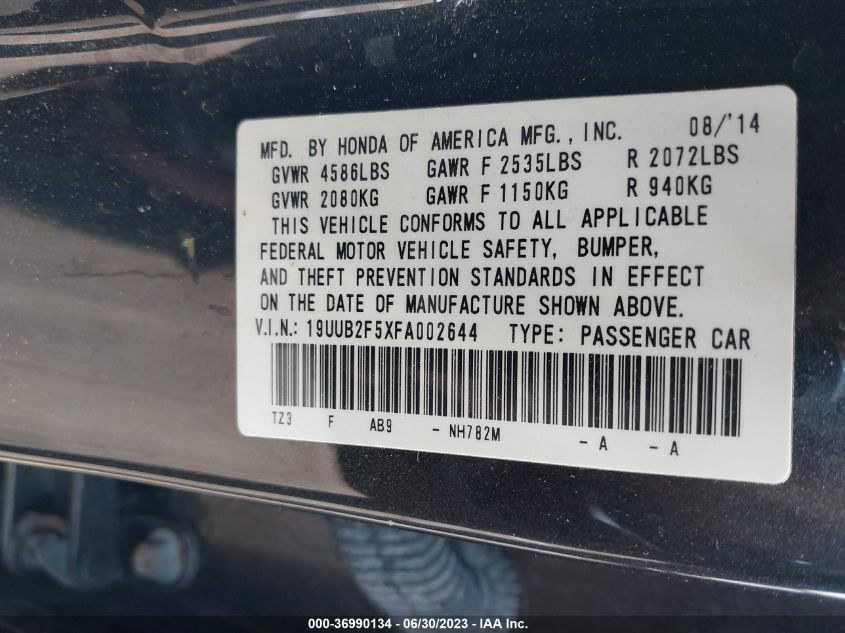 MFD. BY HONDA OF AMERICA MFG., INC. 08/'14
GVWR 4586LBS GAWR F 2535LBS R 2072LBS
GVWR 2080KG GAWR F 1150KG R 940KG
THIS VEHICLE CONFORMS TO ALL APPLICABLE
FEDERAL MOTOR VEHICLE SAFETY, BUMPER,
AND THEFT PREVENTION STANDARDS IN EFFECT
ON THE DATE OF MANUFACTURE SHOWN ABOVE.
V.I.N.: 19UUB2F5XFA002644 TYPE: PASSENGER CAR
TZ3 F AB9 - NH782M - A - A
000-36990134 - 06/30/2023 - IAA Inc.